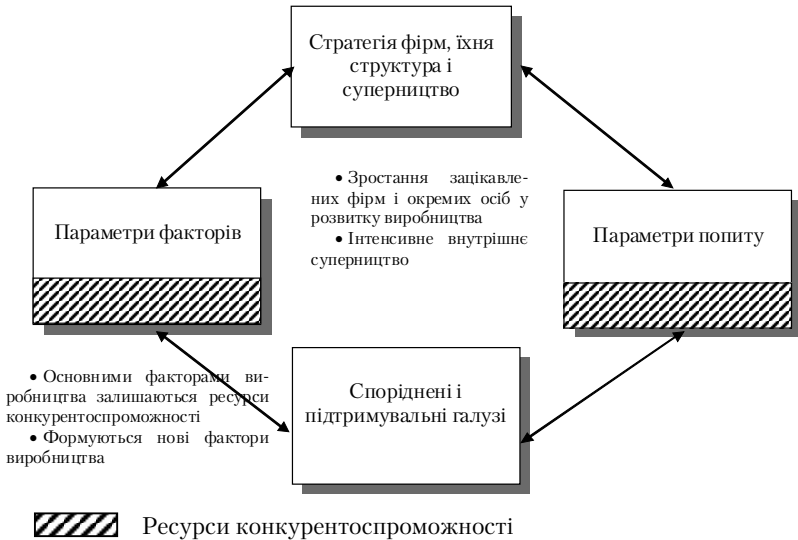 Стратегія фірм, їхня
структура і
суперництво
• Зростання зацікавле-
них фірм і окремих осіб у
розвитку виробництва
• Інтенсивне внутрішнє
суперництво
Параметри факторів
Параметри попиту
• Основними факторами ви-
робництва залишаються ресурси
конкурентоспроможності
• Формуються нові фактори
виробництва
Споріднені і
підтримувальні галузі
Ресурси конкурентоспроможності